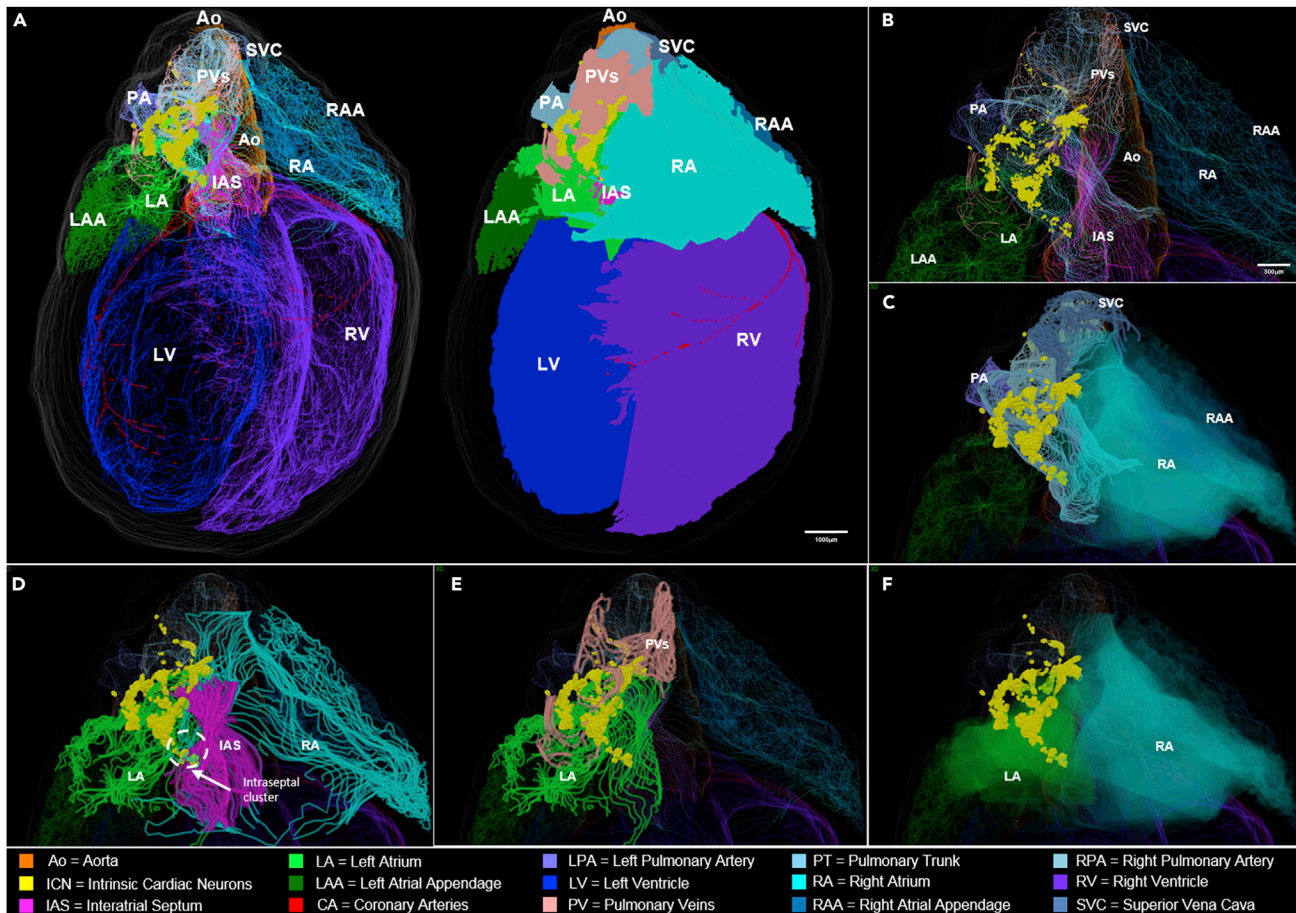 A
Ao
SVC
PVs
PA
RAA
Ao
RA
IAS
LA
LAA
LV
RV
Ao
SVC
PVs
PA
RAA
RA
LA
IAS
LAA
LV
RV
1000µm
B
SVC
PVs
PA
RAA
Ao
RA
LA
IAS
LAA
500µm
3D
C
SVC
PA
RAA
RA
D
IAS
RA
LA
Intraseptal
cluster
E
PVs
LA
3D
F
RA
LA
Ao = Aorta
LA = Left Atrium
LPA = Left Pulmonary Artery
PT = Pulmonary Trunk
RPA = Right Pulmonary Artery
ICN = Intrinsic Cardiac Neurons
LAA = Left Atrial Appendage
LV = Left Ventricle
RA = Right Atrium
RV = Right Ventricle
IAS = Interatrial Septum
CA = Coronary Arteries
PV = Pulmonary Veins
RAA = Right Atrial Appendage
SVC = Superior Vena Cava